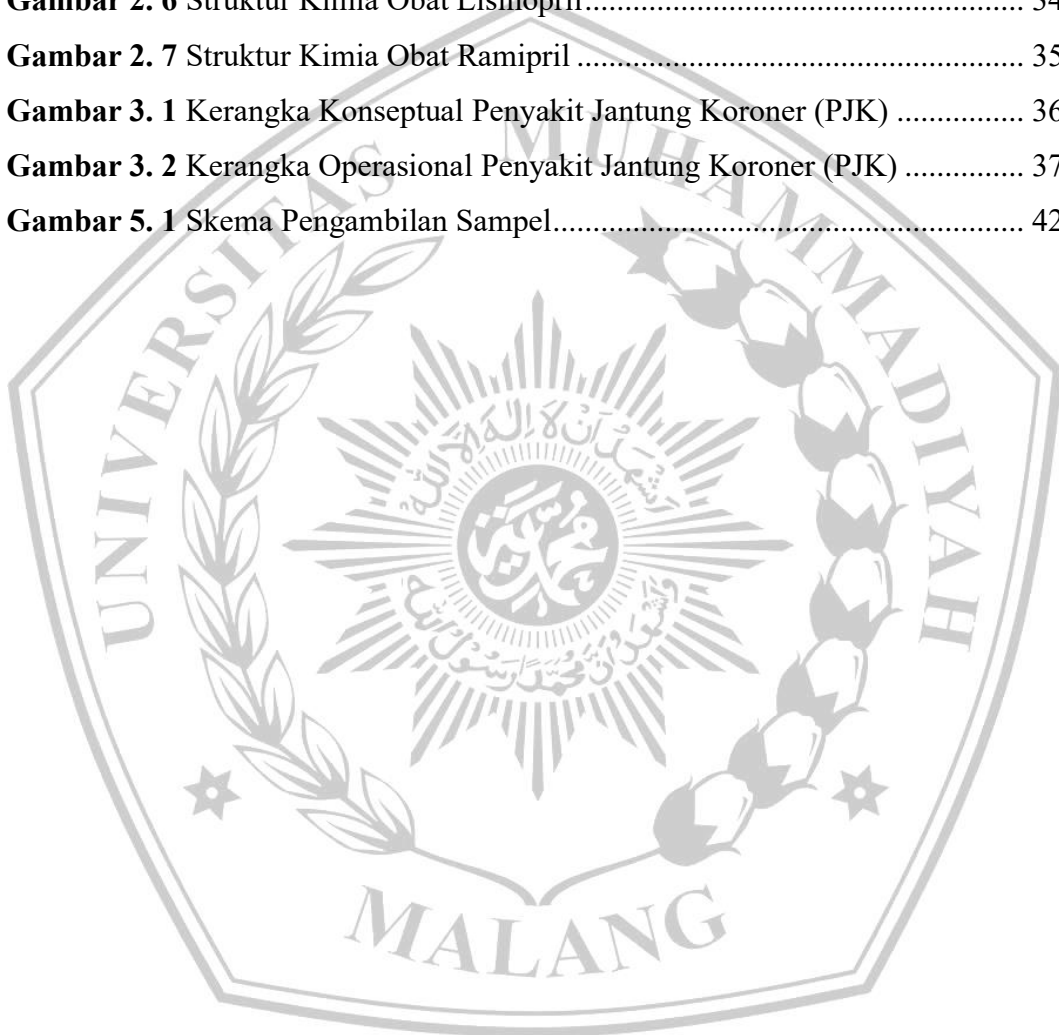 Gambar 2. 6 Struktur Kimia Obat Lisinopril........................................................ 34
Gambar 2. 7 Struktur Kimia Obat Ramipril ........................................................ 35
Gambar 3. 1 Kerangka Konseptual Penyakit Jantung Koroner (PJK) ................ 36
Gambar 3. 2 Kerangka Operasional Penyakit Jantung Koroner (PJK) ............... 37
Gambar 5. 1 Skema Pengambilan Sampel........................................................... 42
UNIVERSITAS MUHAMMADIYAH
MALANG